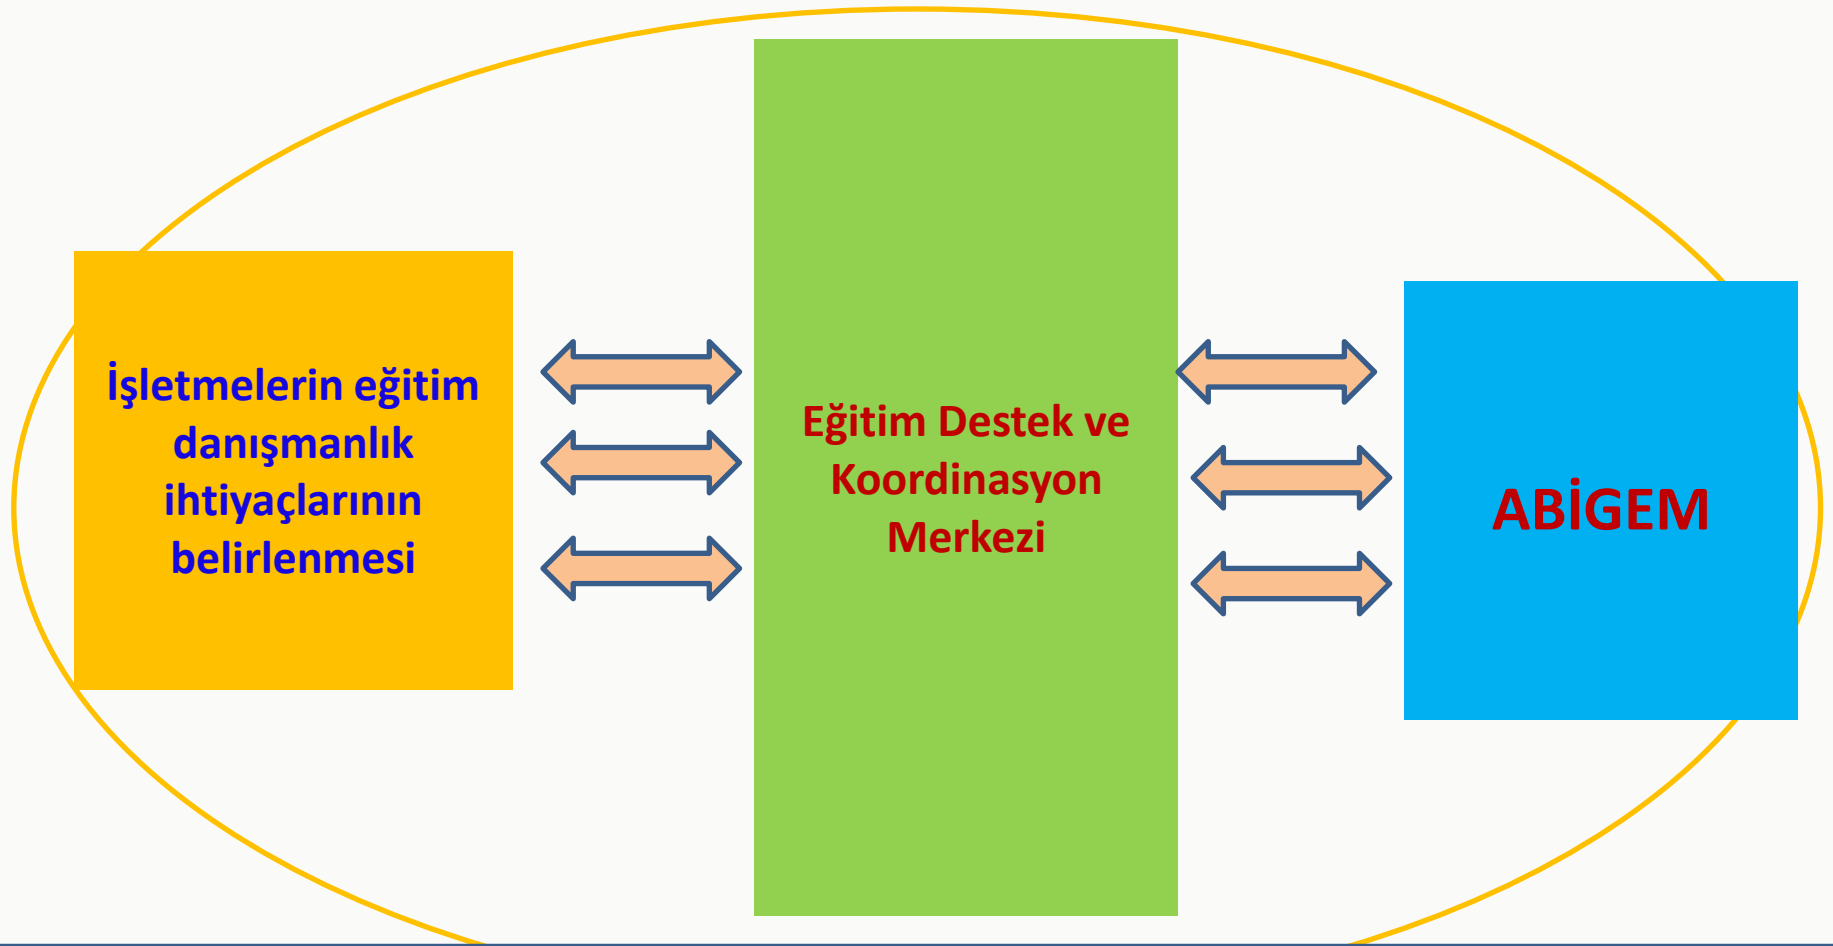 İşletmelerin eğitim
danışmanlık
ihtiyaçlarının
belirlenmesi
Eğitim Destek ve
Koordinasyon
Merkezi
ABİGEM